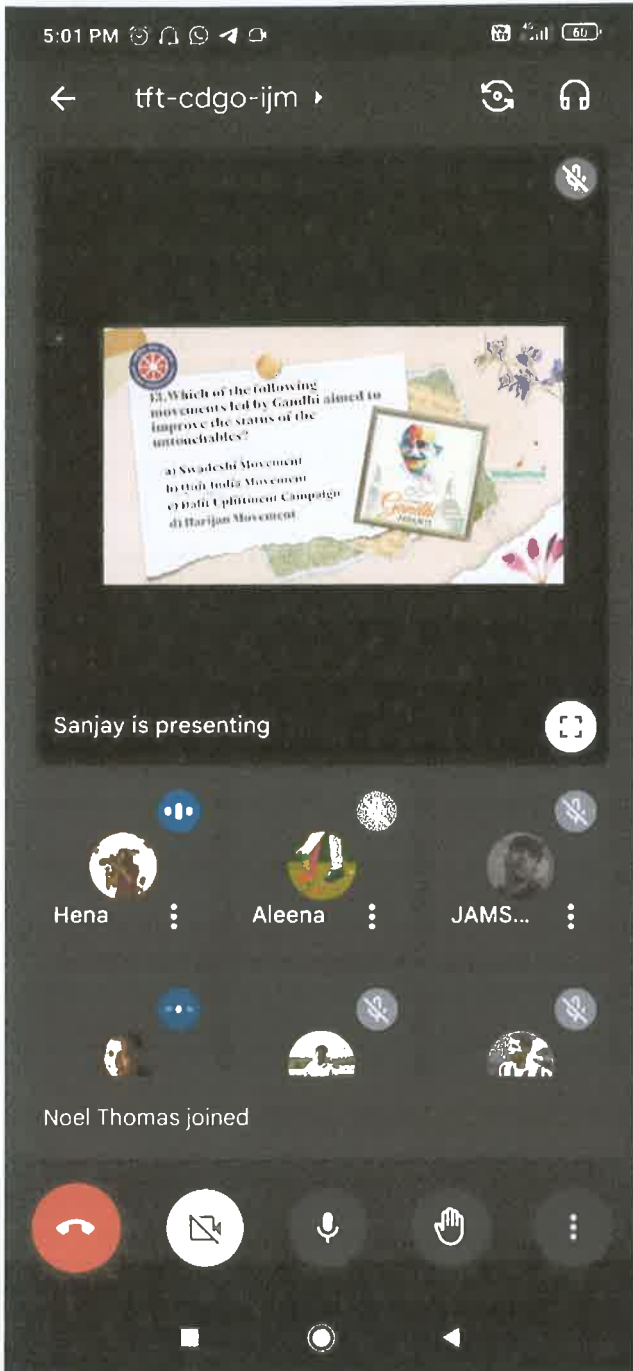 5:01 PM
4G 60
tft-cdgo-ijm
13.Which of the following
movements led by Gandhi aimed to
improve the status of the
untouchables?
a) Swadeshi Movement
b) Quit India Movement
c) Dalit Upliftment Campaign
d) Harijan Movement
Gandhi
Sanjay is presenting
Hena
Aleena
JAMS...
Noel Thomas joined